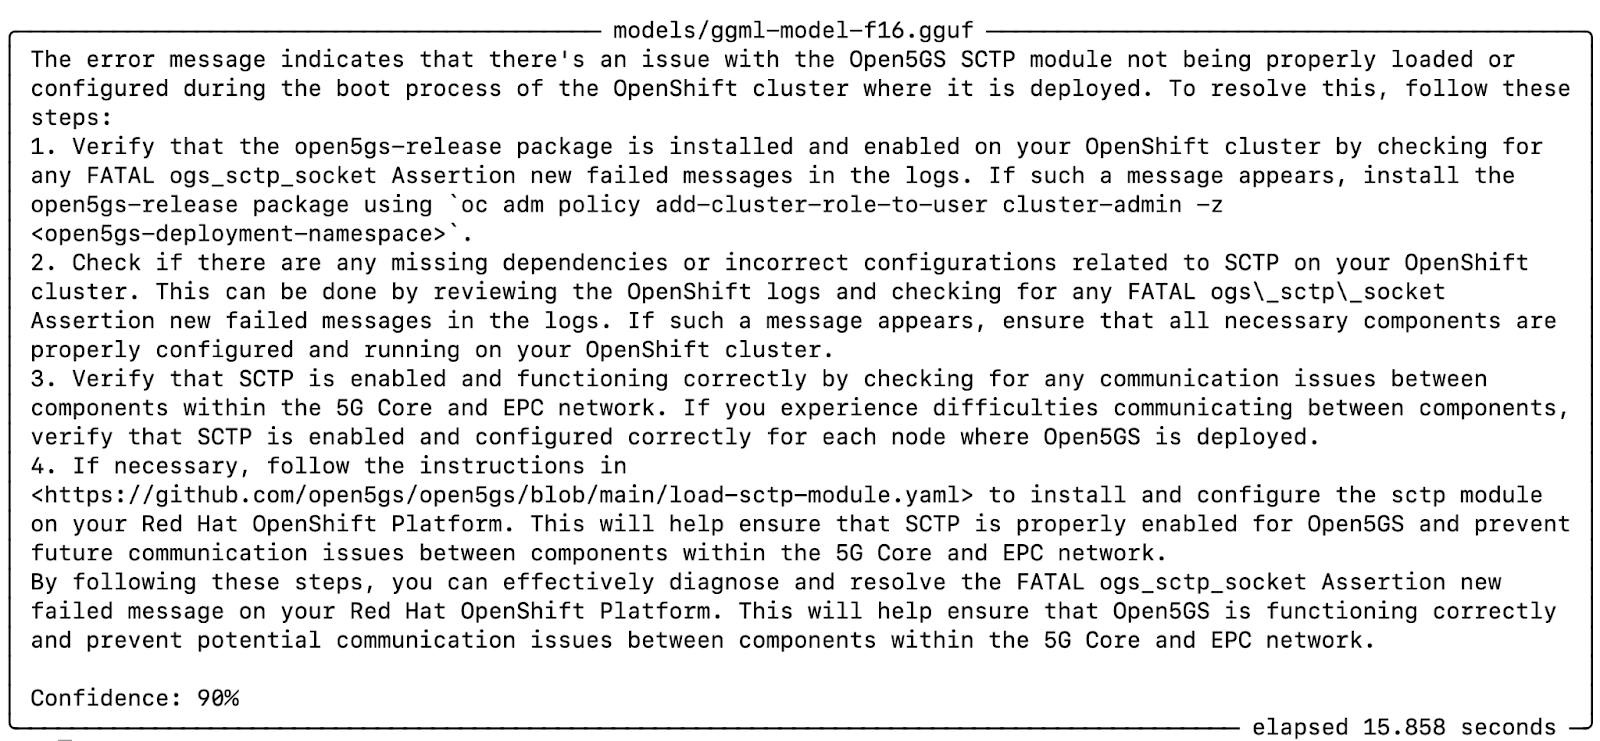 models/ggml-model-f16.gguf
The error message indicates that there's an issue with the Open5GS SCTP module not being properly loaded or
configured during the boot process of the OpenShift cluster where it is deployed. To resolve this, follow these
steps:
1. Verify that the open5gs-release package is installed and enabled on your OpenShift cluster by checking for
any FATAL ogs_sctp_socket Assertion new failed messages in the logs. If such a message appears, install the
open5gs-release package using `oc adm policy add-cluster-role-to-user cluster-admin -z
<open5gs-deployment-namespace>`.
2. Check if there are any missing dependencies or incorrect configurations related to SCTP on your OpenShift
cluster. This can be done by reviewing the OpenShift logs and checking for any FATAL ogs\_sctp\_socket
Assertion new failed messages in the logs. If such a message appears, ensure that all necessary components are
properly configured and running on your OpenShift cluster.
3. Verify that SCTP is enabled and functioning correctly by checking for any communication issues between
components within the 5G Core and EPC network. If you experience difficulties communicating between components,
verify that SCTP is enabled and configured correctly for each node where Open5GS is deployed.
4. If necessary, follow the instructions in
<https://github.com/open5gs/open5gs/blob/main/load-sctp-module.yaml> to install and configure the sctp module
on your Red Hat OpenShift Platform. This will help ensure that SCTP is properly enabled for Open5GS and prevent
future communication issues between components within the 5G Core and EPC network.
By following these steps, you can effectively diagnose and resolve the FATAL ogs_sctp_socket Assertion new
failed message on your Red Hat OpenShift Platform. This will help ensure that Open5GS is functioning correctly
and prevent potential communication issues between components within the 5G Core and EPC network.
Confidence: 90%
elapsed 15.858 seconds